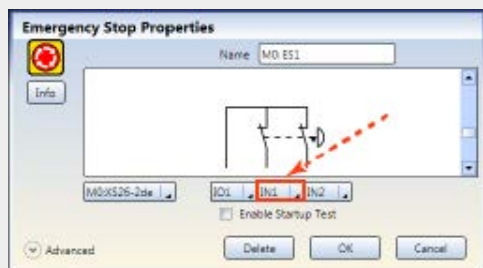 Emergency Stop Properties
Name M0:ES1
Info
M0:XS26-2de IO1 IN1 IN2
Enable Startup Test
Advanced Delete OK Cancel